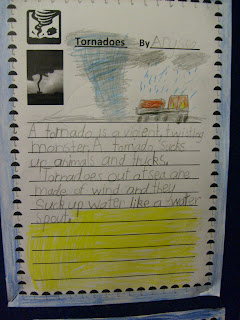 Tornadoes By
A tornado is a violent twisting
monster. A tornado sucks
up animals and trucks.
Tornadoes out at sea are
made of wind and they
suck up water like a water
spout.